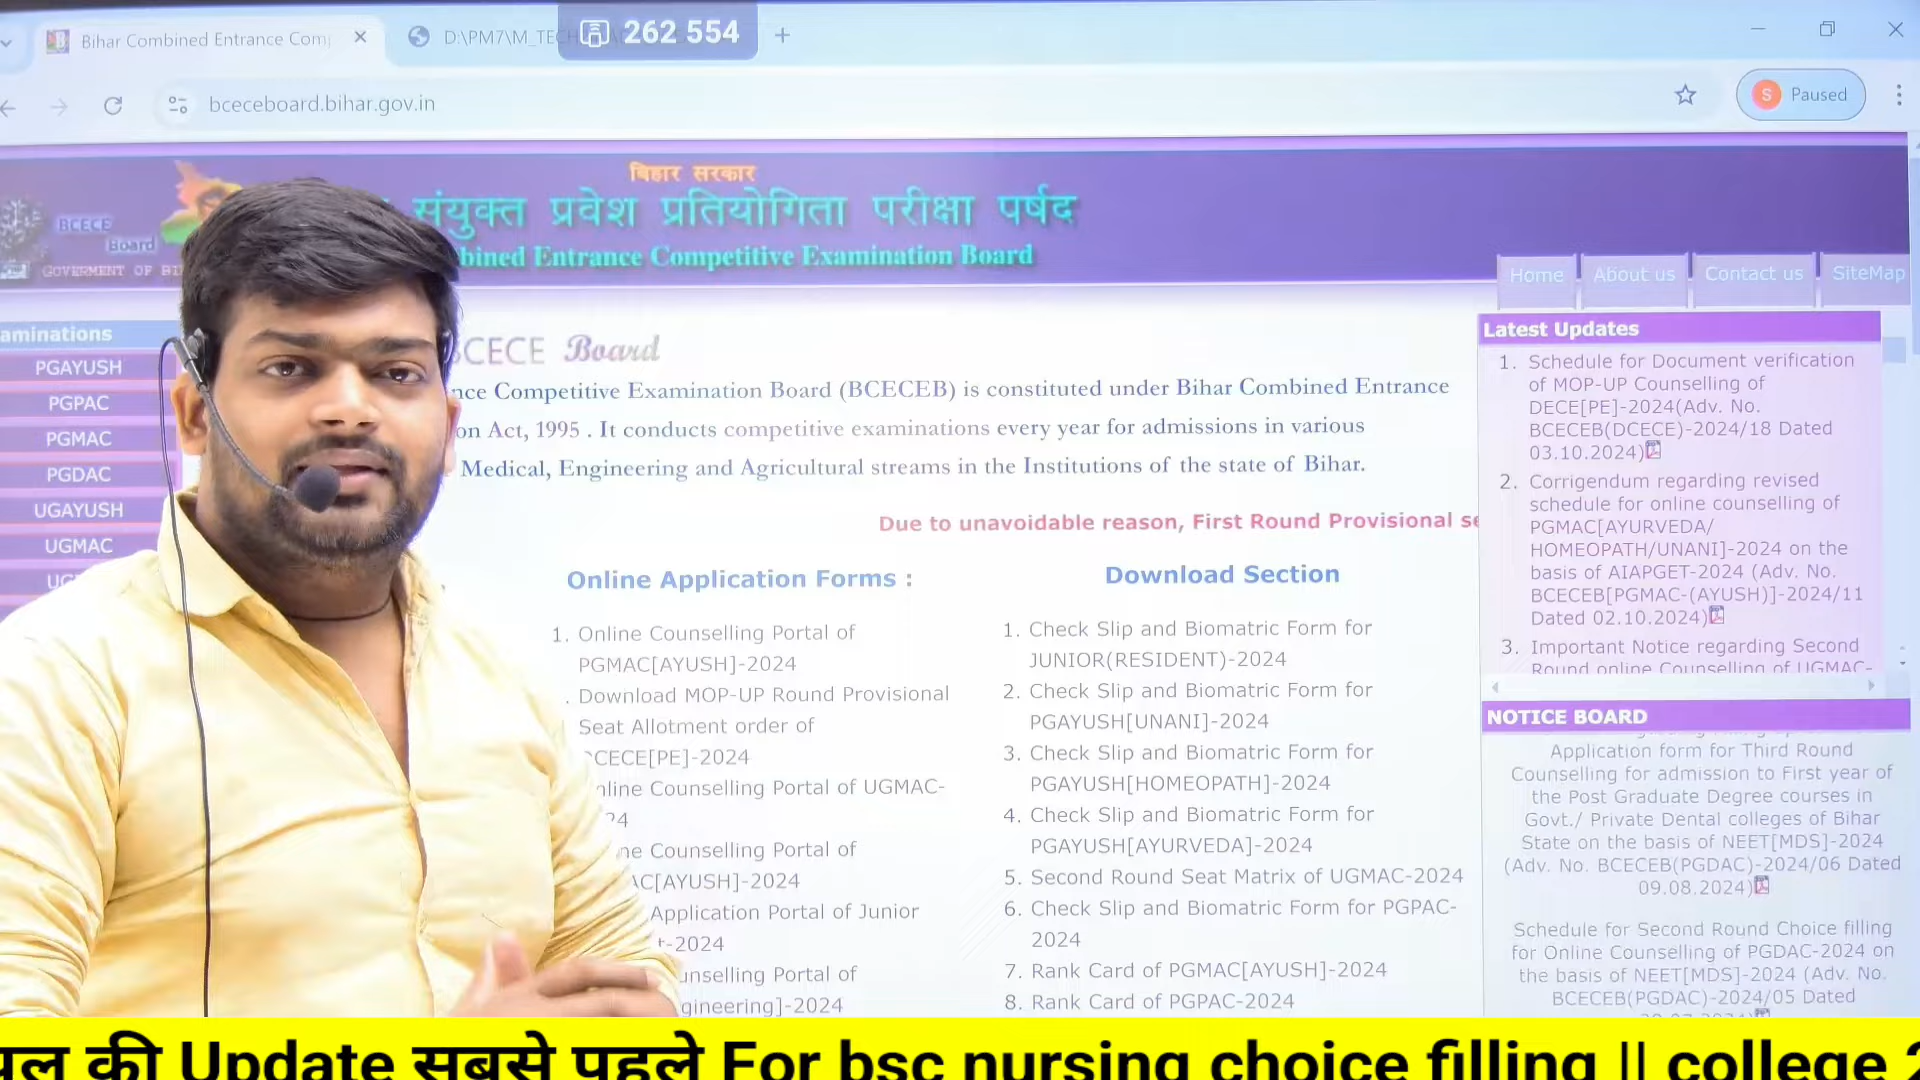 Bihar Combined Entrance Com
D:\PM7\M_TEC
262 554
bceceboard.bihar.gov.in
Paused
बिहार सरकार
संयुक्त प्रवेश प्रतियोगिता परीक्षा पर्षद
bined Entrance Competitive Examination Board
BCECE
Board
GOVERMENT OF BI
Home
About us
Contact us
SiteMap
aminations
PGAYUSH
PGPAC
PGMAC
PGDAC
UGAYUSH
UGMAC
BCECE Board
nce Competitive Examination Board (BCECEB) is constituted under Bihar Combined Entrance
on Act, 1995 . It conducts competitive examinations every year for admissions in various
Medical, Engineering and Agricultural streams in the Institutions of the state of Bihar.
Due to unavoidable reason, First Round Provisional se
Online Application Forms :
1. Online Counselling Portal of
PGMAC[AYUSH]-2024
. Download MOP-UP Round Provisional
Seat Allotment order of
CECE[PE]-2024
nline Counselling Portal of UGMAC-
24
ne Counselling Portal of
AC[AYUSH]-2024
Application Portal of Junior
t-2024
unselling Portal of
gineering]-2024
Download Section
1. Check Slip and Biomatric Form for
JUNIOR(RESIDENT)-2024
2. Check Slip and Biomatric Form for
PGAYUSH[UNANI]-2024
3. Check Slip and Biomatric Form for
PGAYUSH[HOMEOPATH]-2024
4. Check Slip and Biomatric Form for
PGAYUSH[AYURVEDA]-2024
5. Second Round Seat Matrix of UGMAC-2024
6. Check Slip and Biomatric Form for PGPAC-
2024
7. Rank Card of PGMAC[AYUSH]-2024
8. Rank Card of PGPAC-2024
Latest Updates
1. Schedule for Document verification
of MOP-UP Counselling of
DECE[PE]-2024(Adv. No.
BCECEB(DCECE)-2024/18 Dated
03.10.2024)
2. Corrigendum regarding revised
schedule for online counselling of
PGMAC[AYURVEDA/
HOMEOPATH/UNANI]-2024 on the
basis of AIAPGET-2024 (Adv. No.
BCECEB[PGMAC-(AYUSH)]-2024/11
Dated 02.10.2024)
3. Important Notice regarding Second
Round online Counselling of UGMAC-
NOTICE BOARD
Application form for Third Round
Counselling for admission to First year of
the Post Graduate Degree courses in
Govt./ Private Dental colleges of Bihar
State on the basis of NEET[MDS]-2024
(Adv. No. BCECEB(PGDAC)-2024/06 Dated
09.08.2024)
Schedule for Second Round Choice filling
for Online Counselling of PGDAC-2024 on
the basis of NEET[MDS]-2024 (Adv. No.
BCECEB(PGDAC)-2024/05 Dated
की Update सबसे पहले For bsc nursing choice filling || college 2